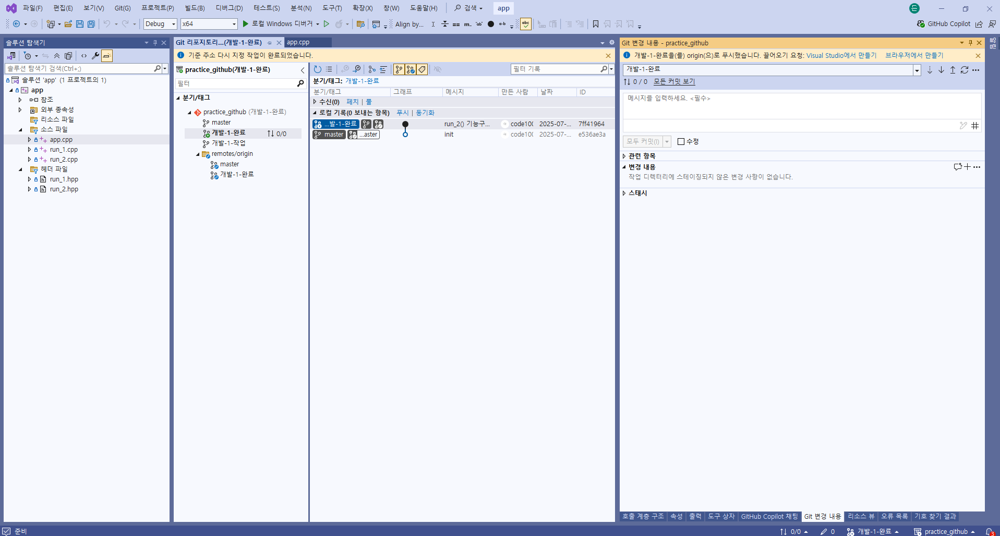 파일(F) 편집(E) 보기(V) Git(G) 프로젝트(P) 빌드(B) 디버그(D) 테스트(S) 분석(N) 도구(T) 확장(X) 창(W) 도움말(H) 검색 app
Debug x64 로컬 Windows 디버거 Align by... GitHub Copilot
솔루션 탐색기
솔루션 탐색기 검색(Ctrl+;)
솔루션 'app' (1 프로젝트의 1)
app
참조
외부 종속성
리소스 파일
소스 파일
app.cpp
run_1.cpp
run_2.cpp
헤더 파일
run_1.hpp
run_2.hpp
Git 리포지토리...(개발-1-완료) app.cpp
기준 주소 다시 지정 작업이 완료되었습니다.
practice_github(개발-1-완료)
필터
분기/태그
practice_github (개발-1-완료)
master
개발-1-완료 0/0
개발-1-작업
remotes/origin
master
개발-1-완료
필터 기록
분기/태그: 개발-1-완료
분기/태그 그래프 메시지 만든 사람 날짜 ID
수신(0) 페치 | 풀
로컬 기록(0 보내는 항목) 푸시 | 동기화
...발-1-완료 run_2() 기능구... code10 2025-07-... 7ff41964
master ...aster init code10 2025-07-... e536ae3a
Git 변경 내용 - practice_github
개발-1-완료을(를) origin(으)로 푸시했습니다. 끌어오기 요청: Visual Studio에서 만들기 브라우저에서 만들기
개발-1-완료
0 / 0 모든 커밋 보기
메시지를 입력하세요. <필수>
모두 커밋(I) 수정
관련 항목
변경 내용
작업 디렉터리에 스테이징되지 않은 변경 사항이 없습니다.
스태시
호출 계층 구조 속성 출력 도구 상자 GitHub Copilot 채팅 Git 변경 내용 리소스 뷰 오류 목록 기호 찾기 결과
알림
준비 0/0 0 개발-1-완료 practice_github 3